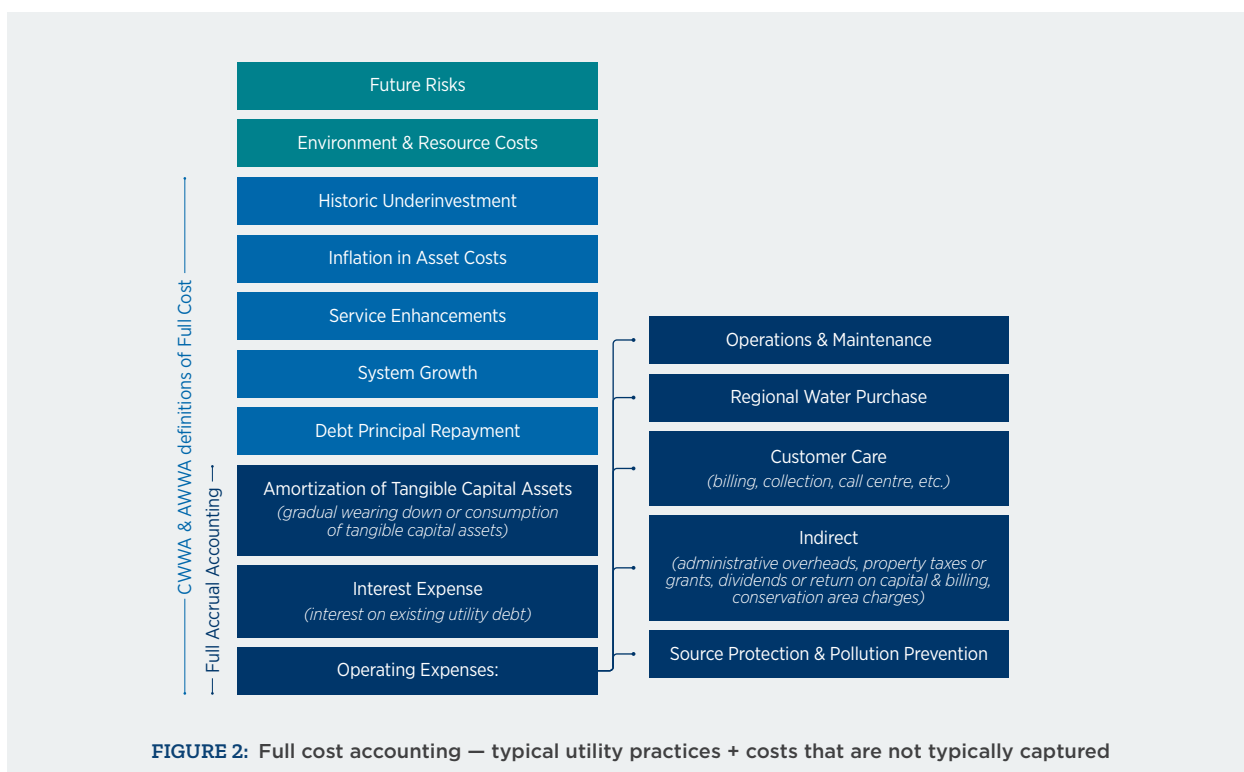 Future Risks
Environment & Resource Costs
Historic Underinvestment
Inflation in Asset Costs
Service Enhancements
System Growth
Debt Principal Repayment
Amortization of Tangible Capital Assets
(gradual wearing down or consumption
of tangible capital assets)
Interest Expense
(interest on existing utility debt)
Operating Expenses:
CWWA & AWWA definitions of Full Cost
Full Accrual Accounting
Operations & Maintenance
Regional Water Purchase
Customer Care
(billing, collection, call centre, etc.)
Indirect
(administrative overheads, property taxes or
grants, dividends or return on capital & billing,
conservation area charges)
Source Protection & Pollution Prevention
FIGURE 2: Full cost accounting — typical utility practices + costs that are not typically captured